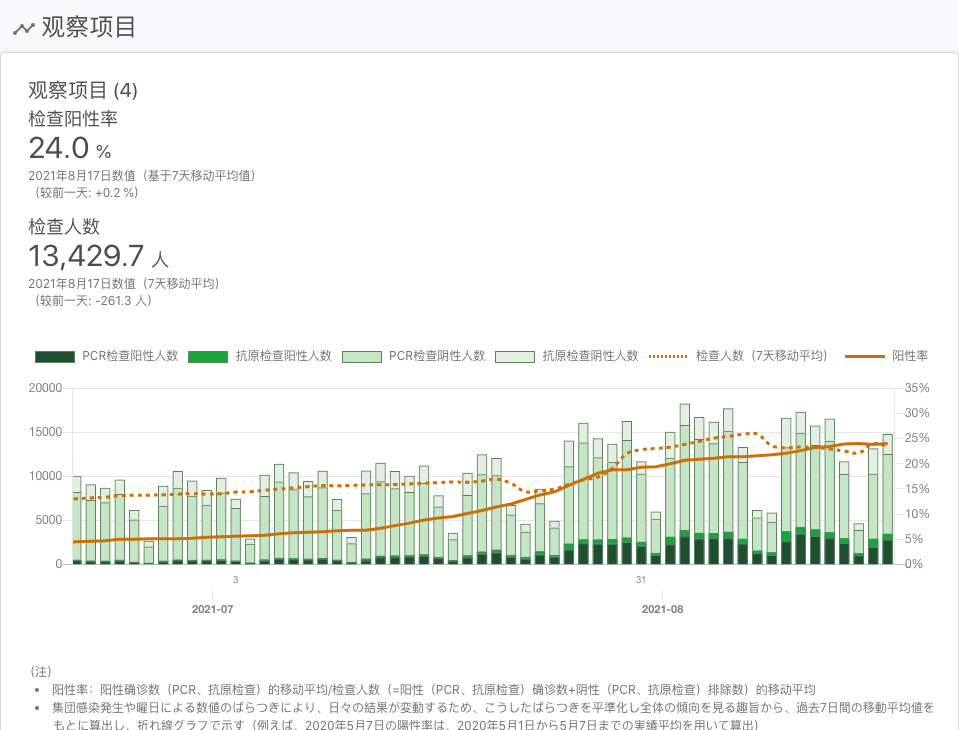 观察项目
观察项目 (4)
检查阳性率
24.0 %
2021年8月17日数值（基于7天移动平均值）
（较前一天: +0.2 %）
检查人数
13,429.7 人
2021年8月17日数值（7天移动平均）
（较前一天: -261.3 人）
PCR检查阳性人数 抗原检查阳性人数 PCR检查阴性人数 抗原检查阴性人数 检查人数（7天移动平均） 阳性率
20000 35%
30%
15000
25%
10000 20%
15%
5000 10%
5%
0 0%
3 31
2021-07 2021-08
（注）
• 阳性率：阳性确诊数（PCR、抗原检查）的移动平均/检查人数（=阳性（PCR、抗原检查）确诊数+阴性（PCR、抗原检查）排除数）的移动平均
• 集団感染発生や曜日による数値のばらつきにより、日々の結果が変動するため、こうしたばらつきを平準化し全体の傾向を見る趣旨から、過去7日間の移動平均値を
もとに算出し、折れ線グラフで示す（例えば、2020年5月7日の陽性率は、2020年5月1日から5月7日までの実績平均を用いて算出）